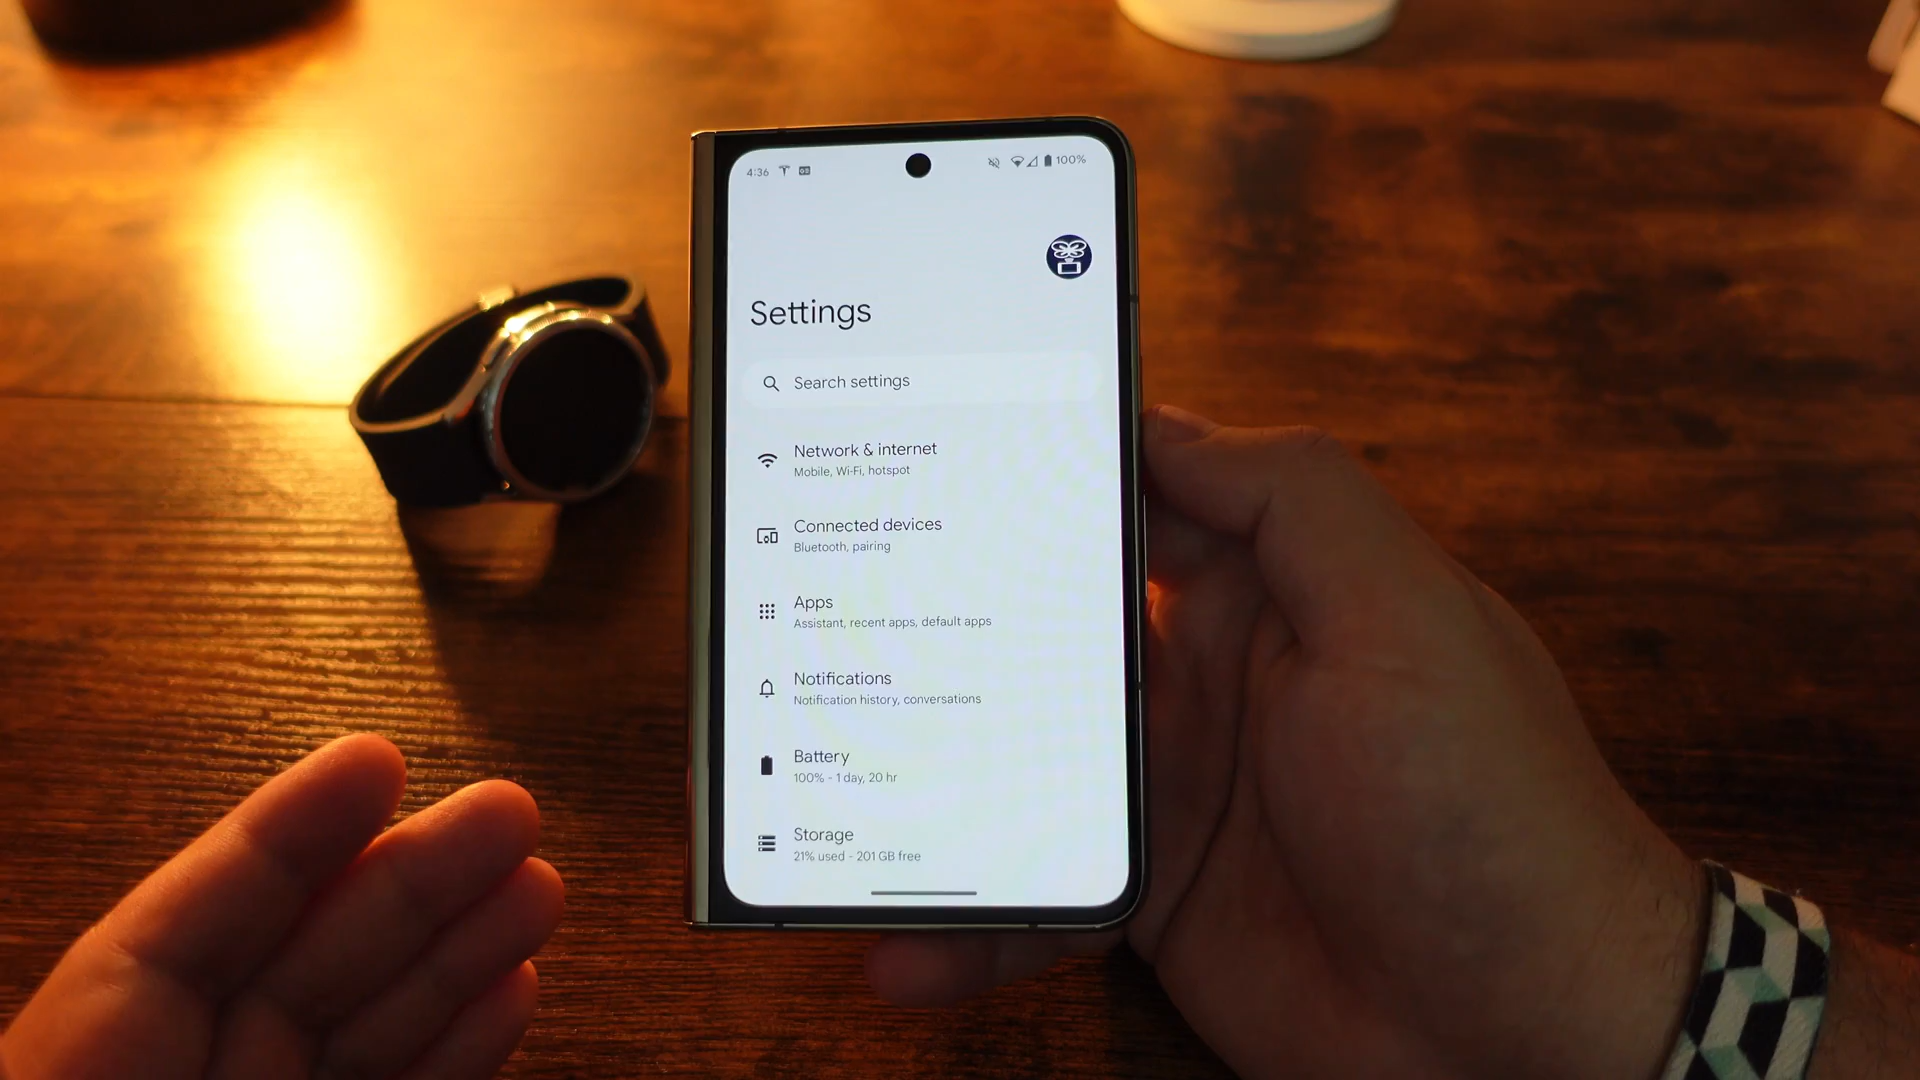 4:36
100%
Settings
Search settings
Network & internet
Mobile, Wi-Fi, hotspot
Connected devices
Bluetooth, pairing
Apps
Assistant, recent apps, default apps
Notifications
Notification history, conversations
Battery
100% - 1 day, 20 hr
Storage
21% used - 201 GB free